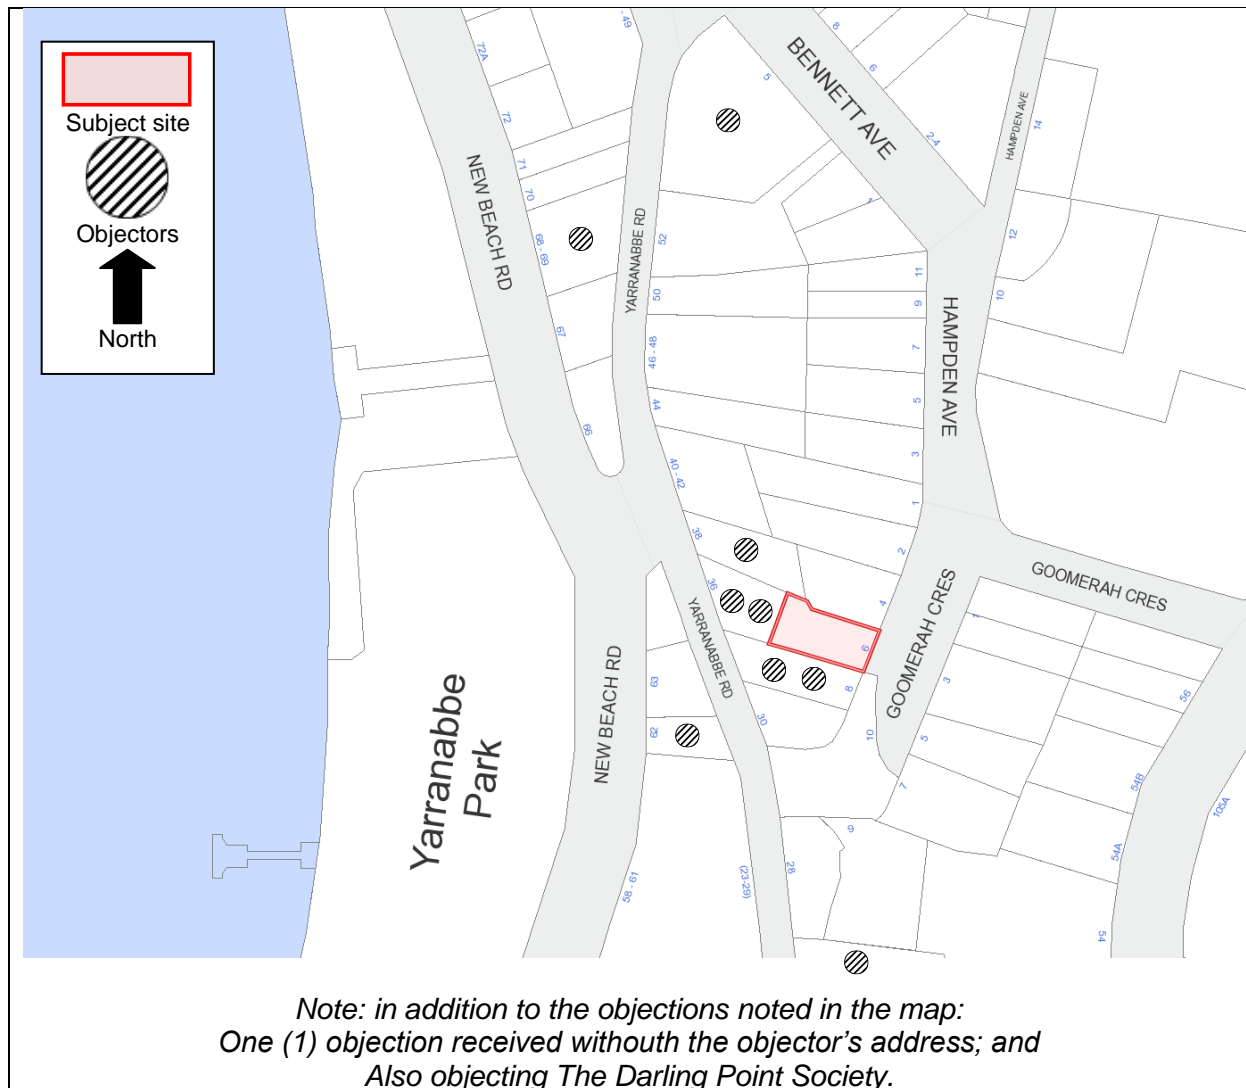 Subject site
Objectors
North
- 49
72A
72
71
70
68 - 69
67
66
NEW BEACH RD
YARRANABBE RD
52
50
46 - 48
44
40 - 42
38
36
5
8
6
2-4
BENNETT AVE
HAMPDEN AVE
14
12
10
1
11
9
7
5
3
1
HAMPDEN AVE
2
4
6
8
10
GOOMERAH CRES
GOOMERAH CRES
1
3
5
7
9
56
54B
105A
54A
54
YARRANABBE RD
30
28
(23-29)
63
62
NEW BEACH RD
58 - 61
Yarranabbe
Park
Note: in addition to the objections noted in the map:
One (1) objection received withouth the objector's address; and
Also objecting The Darling Point Society.